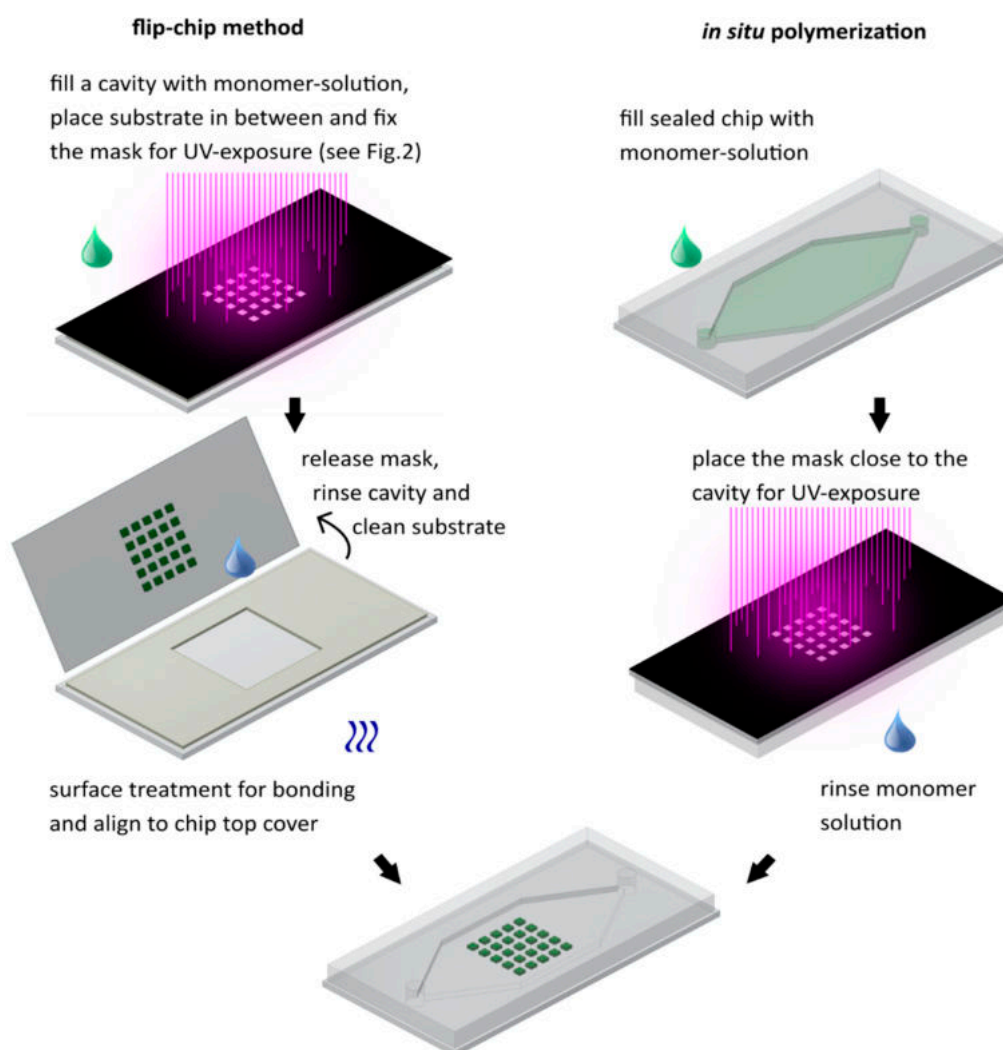 flip-chip method
fill a cavity with monomer-solution,
place substrate in between and fix
the mask for UV-exposure (see Fig.2)
release mask,
rinse cavity and
clean substrate
surface treatment for bonding
and align to chip top cover
in situ polymerization
fill sealed chip with
monomer-solution
place the mask close to the
cavity for UV-exposure
rinse monomer
solution